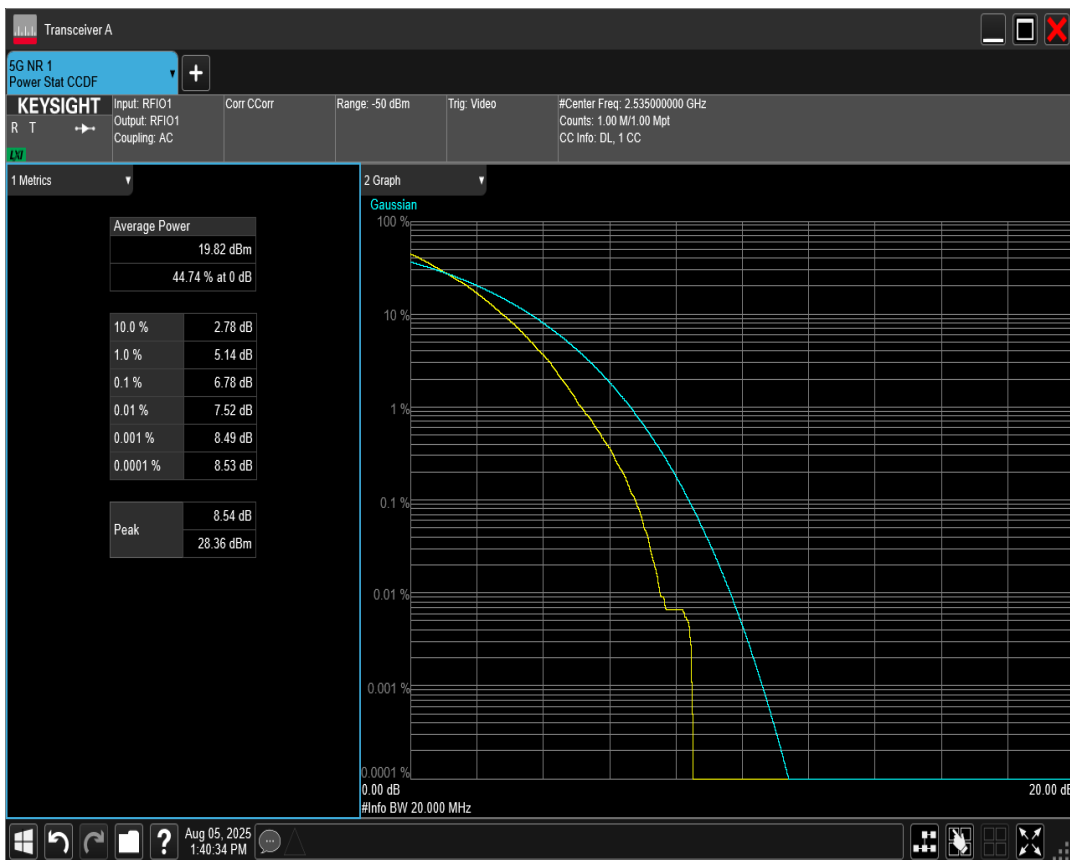 Transceiver A
5G NR 1
Power Stat CCDF
+
KEYSIGHT
R T
LXI
Input: RFIO1
Output: RFIO1
Coupling: AC
Corr CCorr
Range: -50 dBm
Trig: Video
#Center Freq: 2.535000000 GHz
Counts: 1.00 M/1.00 Mpt
CC Info: DL, 1 CC
1 Metrics
Average Power
19.82 dBm
44.74 % at 0 dB
10.0 % 2.78 dB
1.0 % 5.14 dB
0.1 % 6.78 dB
0.01 % 7.52 dB
0.001 % 8.49 dB
0.0001 % 8.53 dB
Peak
8.54 dB
28.36 dBm
2 Graph
Gaussian
100 %
10 %
1 %
0.1 %
0.01 %
0.001 %
0.0001 %
0.00 dB 20.00 dB
#Info BW 20.000 MHz
?
Aug 05, 2025
1:40:34 PM